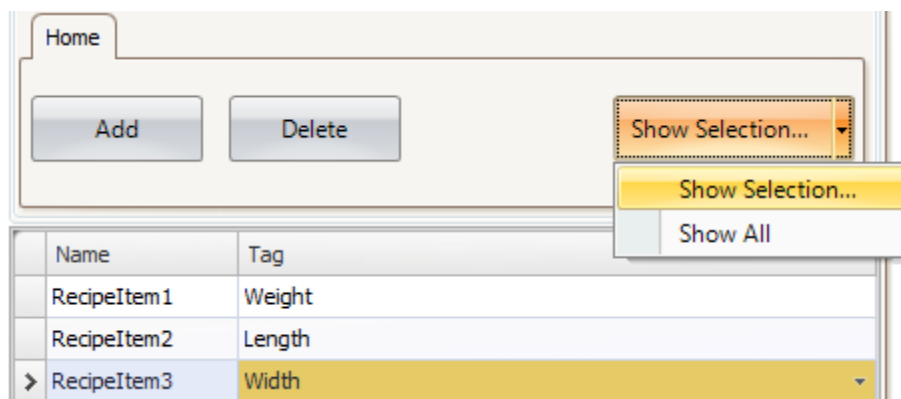 Home
Add Delete Show Selection...
Show Selection...
Show All
Name Tag
RecipeItem1 Weight
RecipeItem2 Length
RecipeItem3 Width